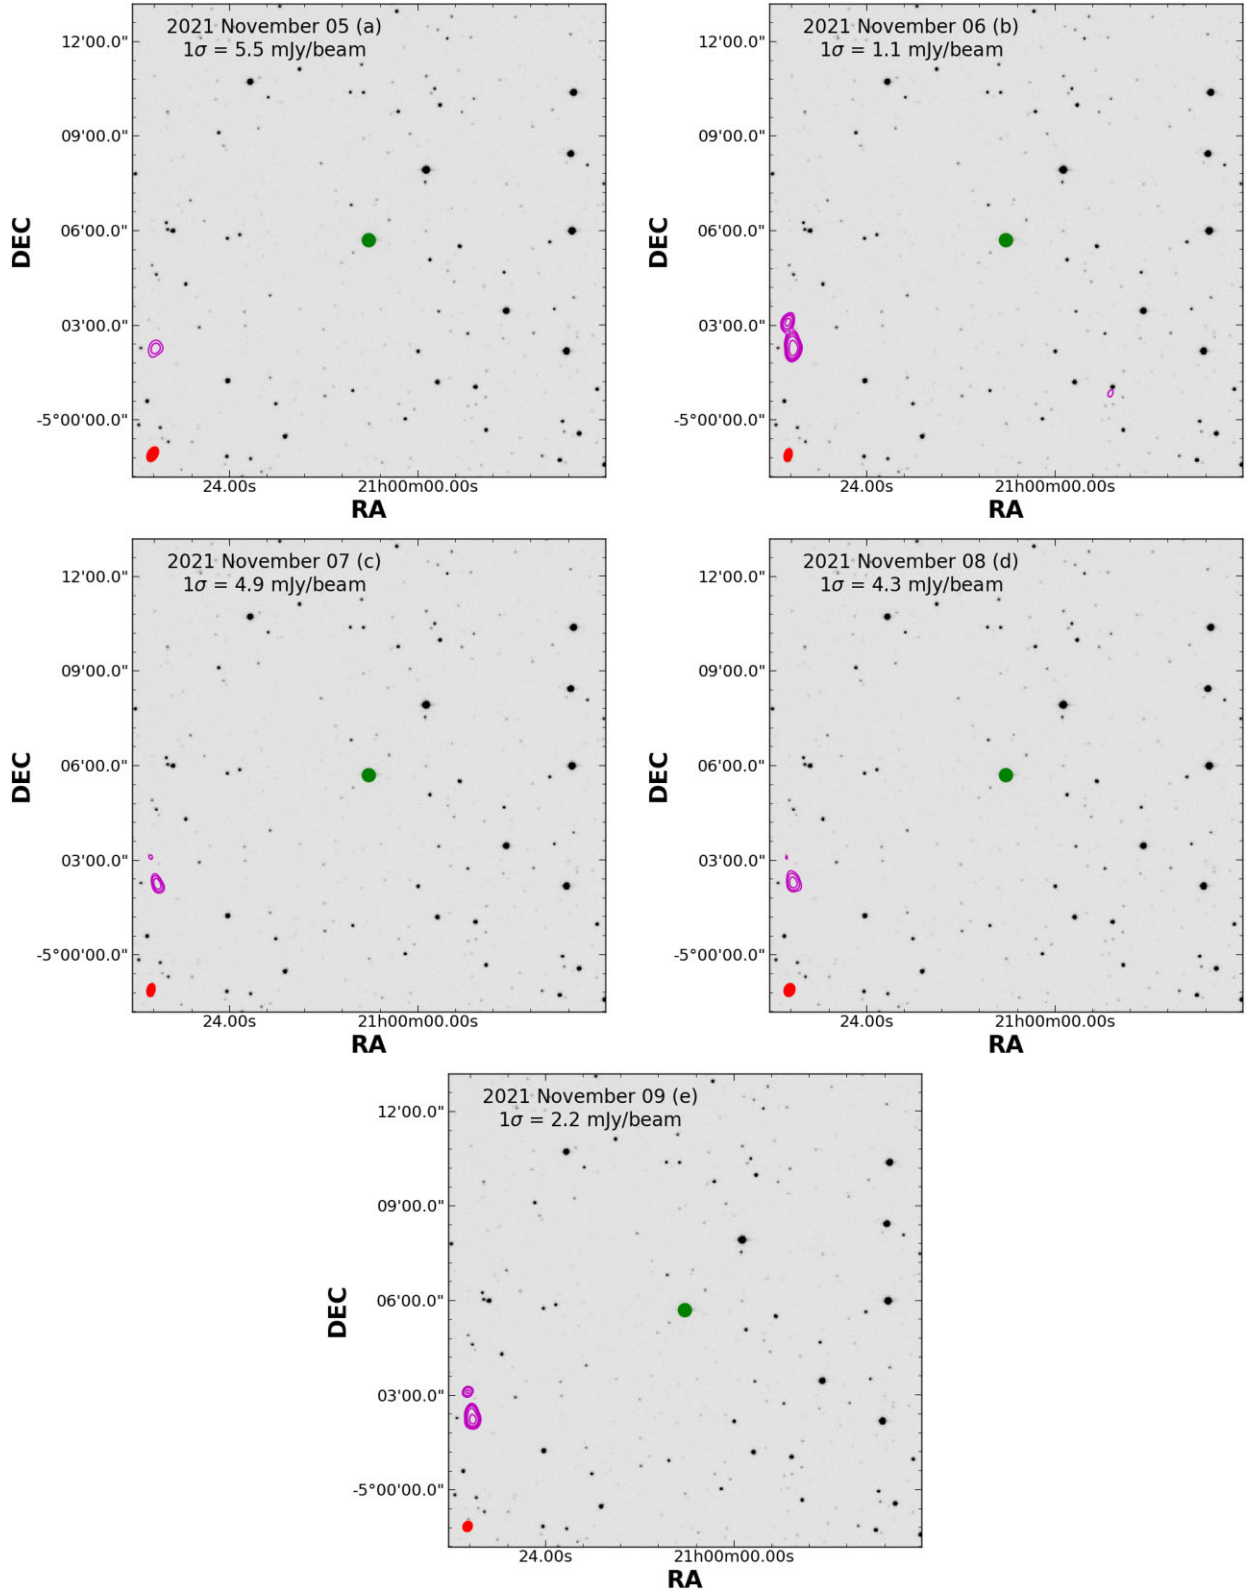 2021 November 05 (a)
1σ = 5.5 mJy/beam
12'00.0"
09'00.0"
06'00.0"
03'00.0"
-5°00'00.0"
DEC
24.00s
21h00m00.00s
RA
2021 November 06 (b)
1σ = 1.1 mJy/beam
12'00.0"
09'00.0"
06'00.0"
03'00.0"
-5°00'00.0"
DEC
24.00s
21h00m00.00s
RA
2021 November 07 (c)
1σ = 4.9 mJy/beam
12'00.0"
09'00.0"
06'00.0"
03'00.0"
-5°00'00.0"
DEC
24.00s
21h00m00.00s
RA
2021 November 08 (d)
1σ = 4.3 mJy/beam
12'00.0"
09'00.0"
06'00.0"
03'00.0"
-5°00'00.0"
DEC
24.00s
21h00m00.00s
RA
2021 November 09 (e)
1σ = 2.2 mJy/beam
12'00.0"
09'00.0"
06'00.0"
03'00.0"
-5°00'00.0"
DEC
24.00s
21h00m00.00s
RA